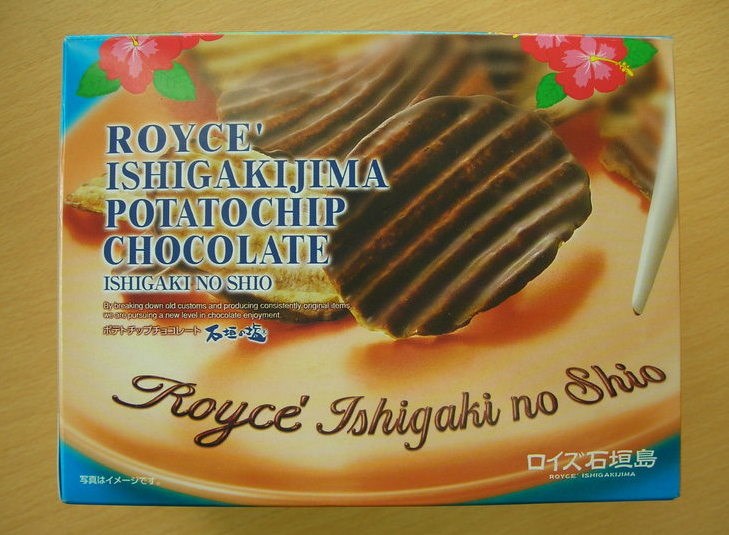 ROYCE'
ISHIGAKIJIMA
POTATOCHIP
CHOCOLATE
ISHIGAKI NO SHIO
By breaking down old customs and producing consistently original items,
we are pursuing a new level in chocolate enjoyment.
ポテトチップチョコレート 石垣の塩
Royce' Ishigaki no Shio
ロイズ石垣島
ROYCE' ISHIGAKIJIMA
写真はイメージです。